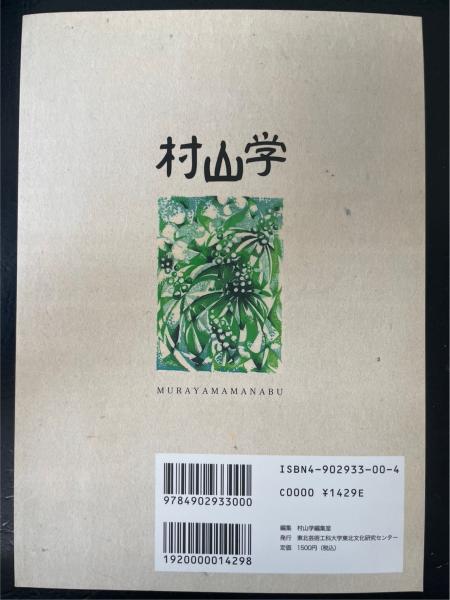 村山学
MURAYAMAMANABU
ISBN4-902933-00-4
C0000 ¥1429E
9784902933000
1920000014298
編集 村山学編集室
発行 東北芸術工科大学東北文化研究センター
定価 1500円（税込）